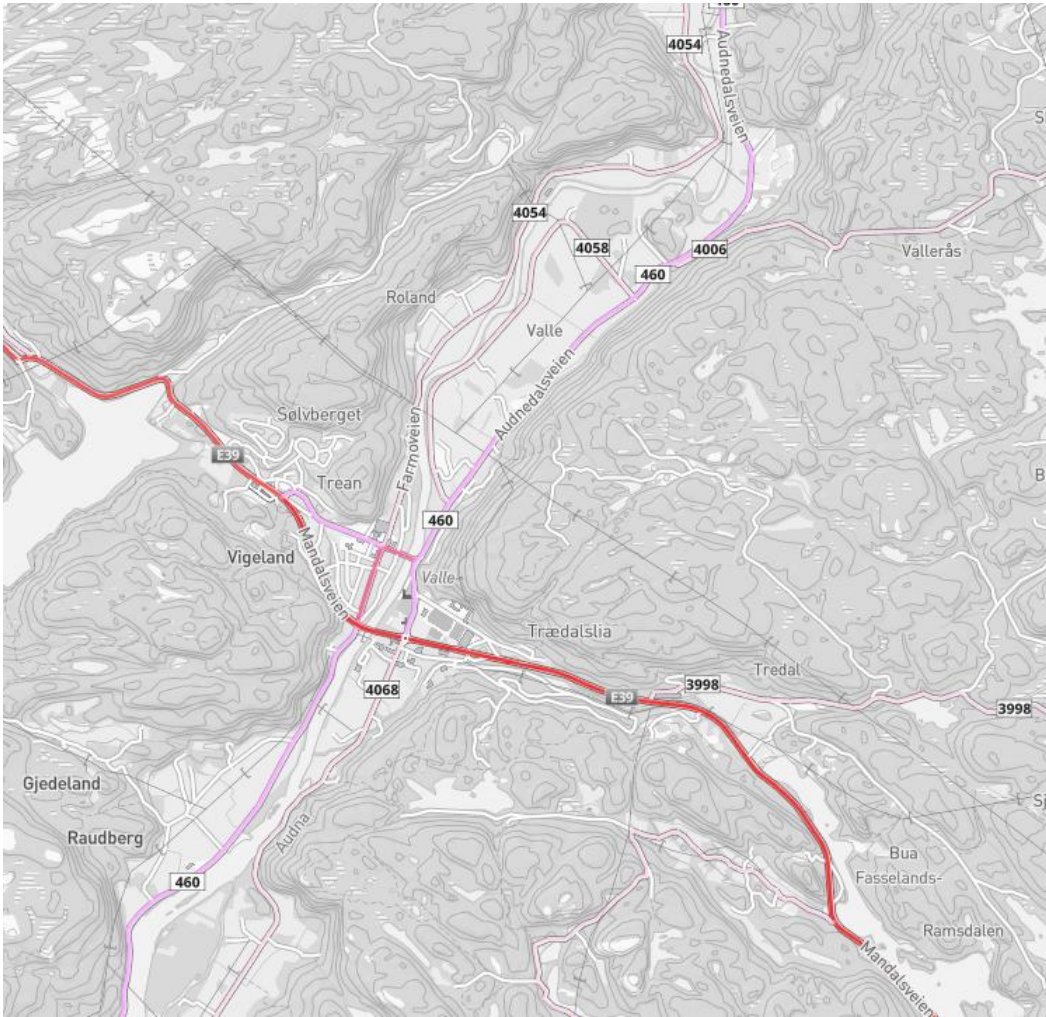 4054
Audnedalsveien
4054
4058
4006
Vallerås
460
Roland
Valle
Audnedalsveien
Sølvberget
E39
Trean
Farmoveien
460
Mandalsveien
Vigeland
Valle-
Trædalslia
Tredal
4068
3998
E39
3998
Gjedeland
Raudberg
Audna
460
Bua
Fasselands-
Ramsdalen
Mandalsveien